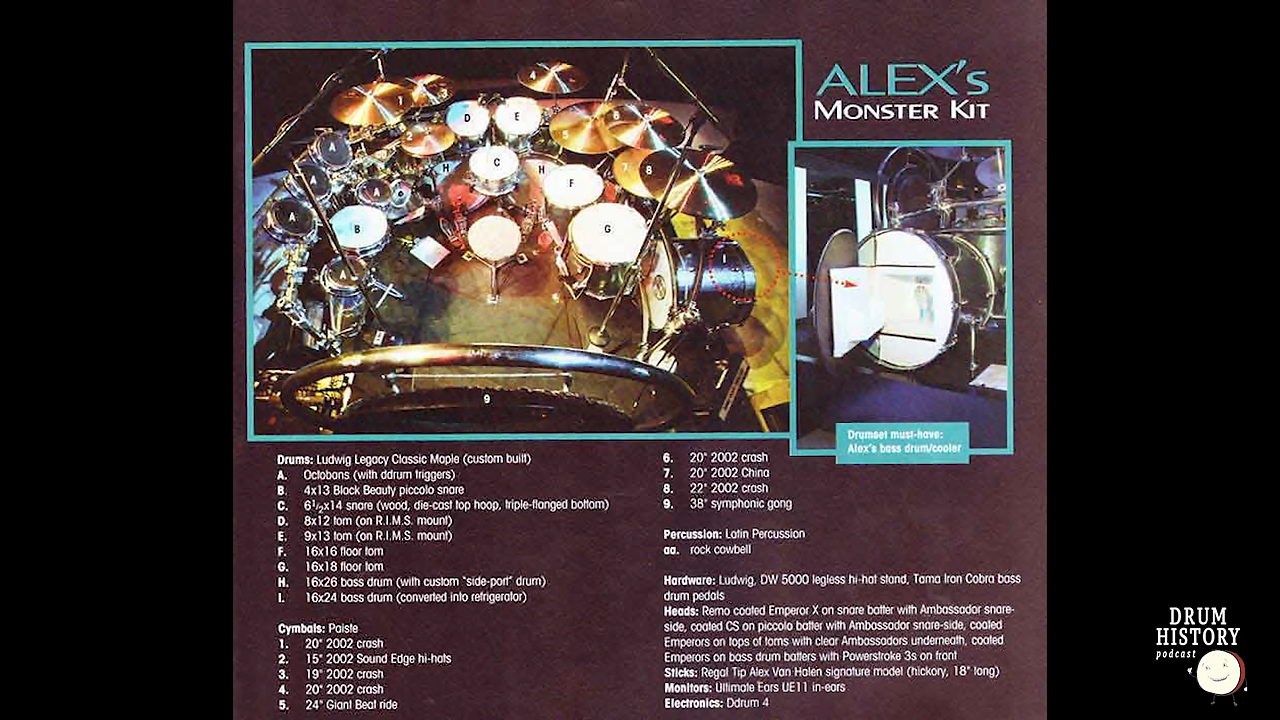 ALEX's
MONSTER KIT
1
4
2
D
E
5
6
A
C
H
H
7
8
A
A
F
A
B
G
A
I
9
Drumset must-have:
Alex's bass drum/cooler
Drums: Ludwig Legacy Classic Maple (custom built)
A. Octobans (with ddrum triggers)
B. 4x13 Black Beauty piccolo snare
C. 6 1/2x14 snare (wood, die-cast top hoop, triple-flanged bottom)
D. 8x12 tom (on R.I.M.S. mount)
E. 9x13 tom (on R.I.M.S. mount)
F. 16x16 floor tom
G. 16x18 floor tom
H. 16x26 bass drum (with custom "side-port" drum)
I. 16x24 bass drum (converted into refrigerator)
Cymbals: Paiste
1. 20" 2002 crash
2. 15" 2002 Sound Edge hi-hats
3. 19" 2002 crash
4. 20" 2002 crash
5. 24" Giant Beat ride
6. 20" 2002 crash
7. 20" 2002 China
8. 22" 2002 crash
9. 38" symphonic gong
Percussion: Latin Percussion
aa. rock cowbell
Hardware: Ludwig, DW 5000 legless hi-hat stand, Tama Iron Cobra bass
drum pedals
Heads: Remo coated Emperor X on snare batter with Ambassador snare-
side, coated CS on piccolo batter with Ambassador snare-side, coated
Emperors on tops of toms with clear Ambassadors underneath, coated
Emperors on bass drum batters with Powerstroke 3s on front
Sticks: Regal Tip Alex Van Halen signature model (hickory, 18" long)
Monitors: Ultimate Ears UE11 in-ears
Electronics: Ddrum 4
DRUM
HISTORY
podcast